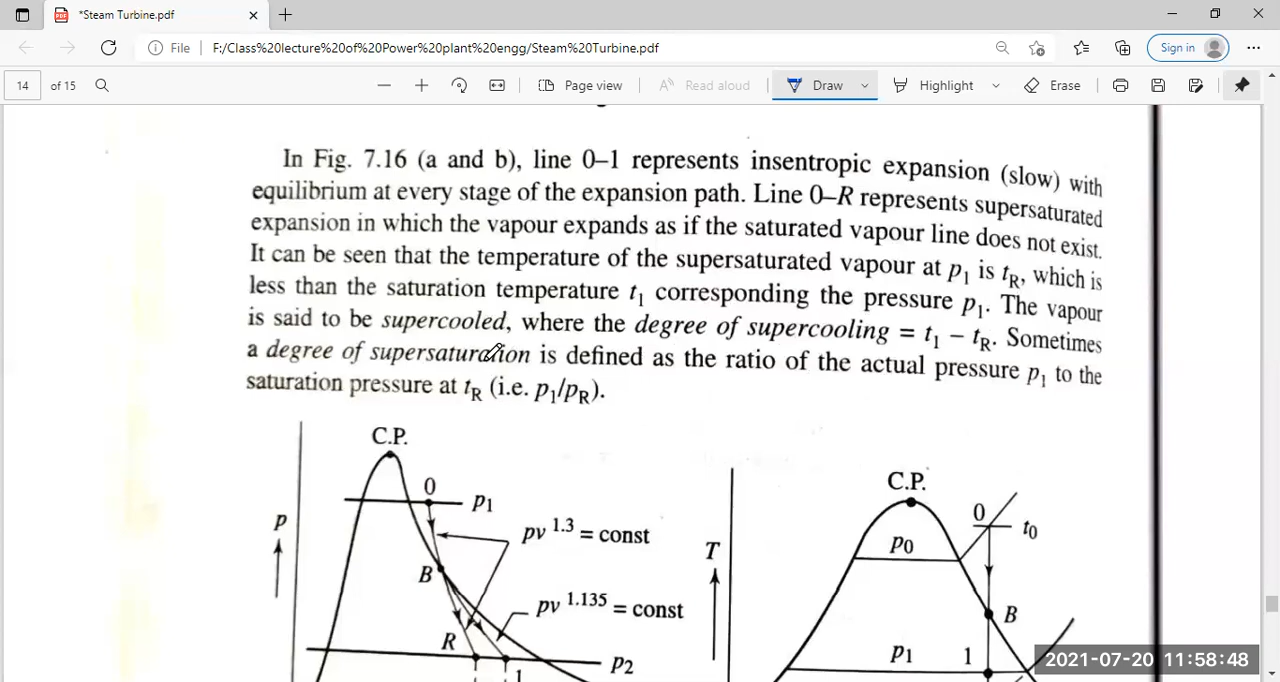 *Steam Turbine.pdf
File
F:/Class%20lecture%20of%20Power%20plant%20engg/Steam%20Turbine.pdf
Sign in
14 of 15
Page view
Read aloud
Draw
Highlight
Erase
In Fig. 7.16 (a and b), line 0–1 represents insentropic expansion (slow) with
equilibrium at every stage of the expansion path. Line 0–R represents supersaturated
expansion in which the vapour expands as if the saturated vapour line does not exist.
It can be seen that the temperature of the supersaturated vapour at p₁ is tR, which is
less than the saturation temperature t₁ corresponding the pressure p₁. The vapour
is said to be supercooled, where the degree of supercooling = t₁ – tR. Sometimes
a degree of supersaturation is defined as the ratio of the actual pressure p₁ to the
saturation pressure at tR (i.e. p₁/pR).
C.P.
0
p1
p
pv 1.3 = const
B
pv 1.135 = const
R
1
p2
C.P.
0
t0
T
p0
B
p1
1
2021-07-20 11:58:48